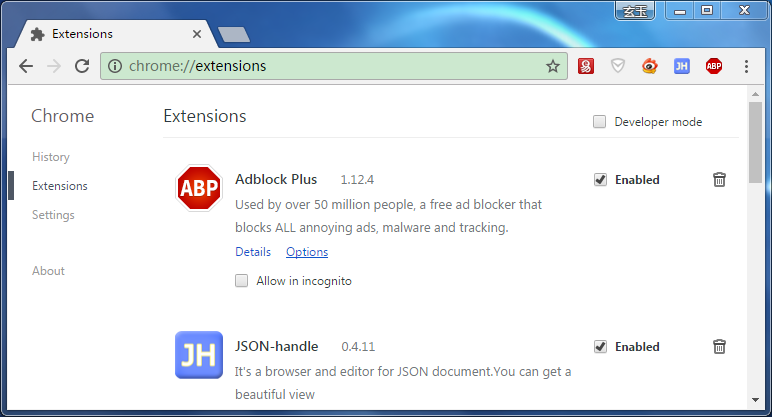 玄玉
Extensions
chrome://extensions
JH
ABP
Chrome
Extensions
Developer mode
History
Extensions
Settings
About
ABP
Adblock Plus 1.12.4
Enabled
Used by over 50 million people, a free ad blocker that
blocks ALL annoying ads, malware and tracking.
Details Options
Allow in incognito
JH
JSON-handle 0.4.11
Enabled
It's a browser and editor for JSON document.You can get a
beautiful view